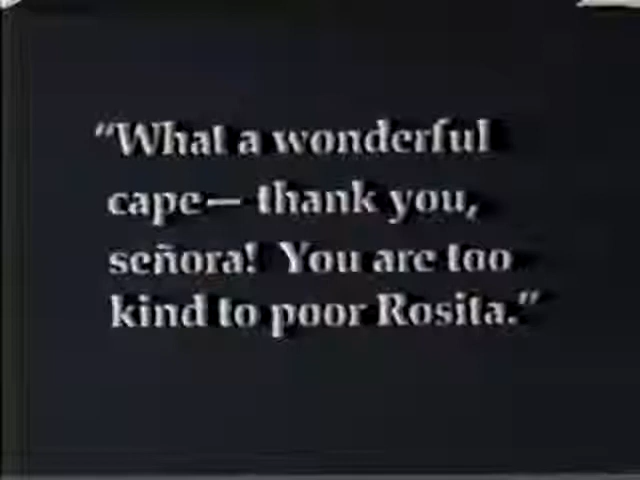 “What a wonderful
cape— thank you,
señora! You are too
kind to poor Rosita.”